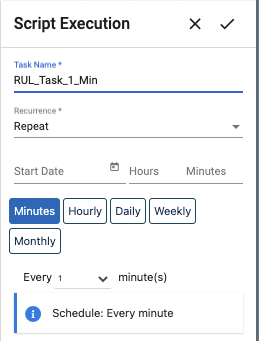 Script Execution
Task Name *
RUL_Task_1_Min
Recurrence *
Repeat
Start Date Hours Minutes
Minutes Hourly Daily Weekly
Monthly
Every 1 minute(s)
Schedule: Every minute